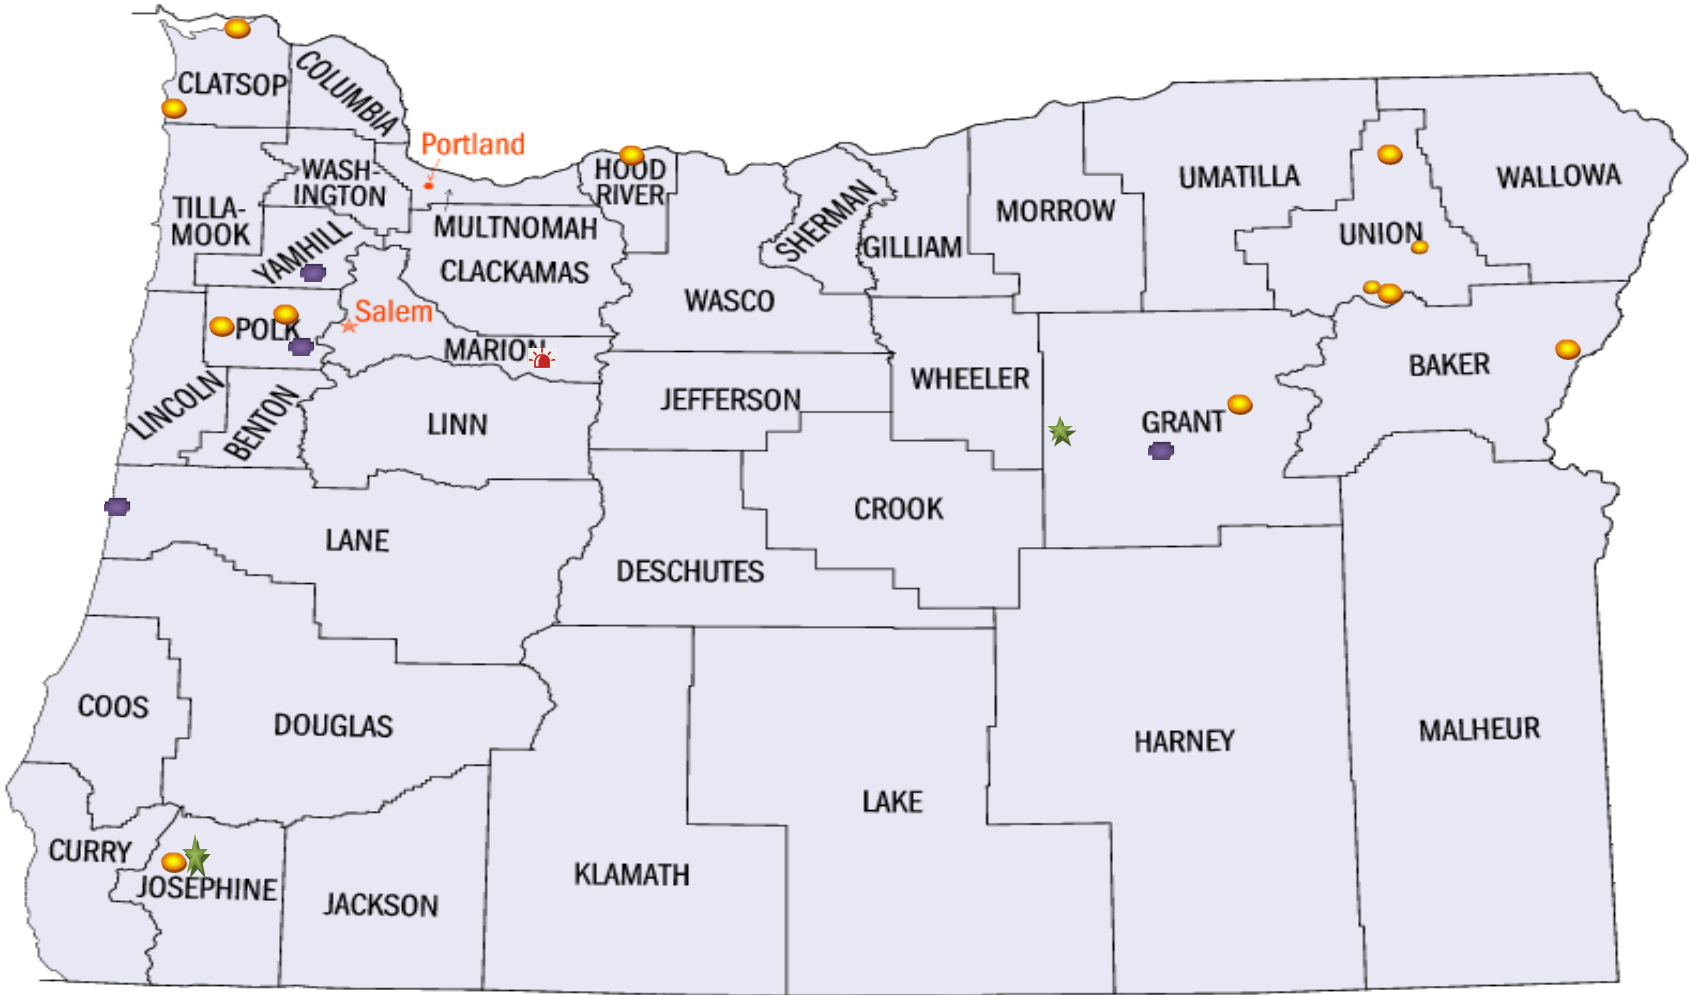 CLATSOP
COLUMBIA
Portland
WASH-
INGTON
HOOD
RIVER
TILLA-
MOOK
YAMHILL
MULTNOMAH
CLACKAMAS
SHERMAN
GILLIAM
MORROW
UMATILLA
WALLOWA
UNION
WASCO
POLK
Salem
MARION
LINCOLN
BENTON
LINN
JEFFERSON
WHEELER
GRANT
BAKER
LANE
DESCHUTES
CROOK
COOS
DOUGLAS
HARNEY
MALHEUR
LAKE
CURRY
JOSEPHINE
JACKSON
KLAMATH